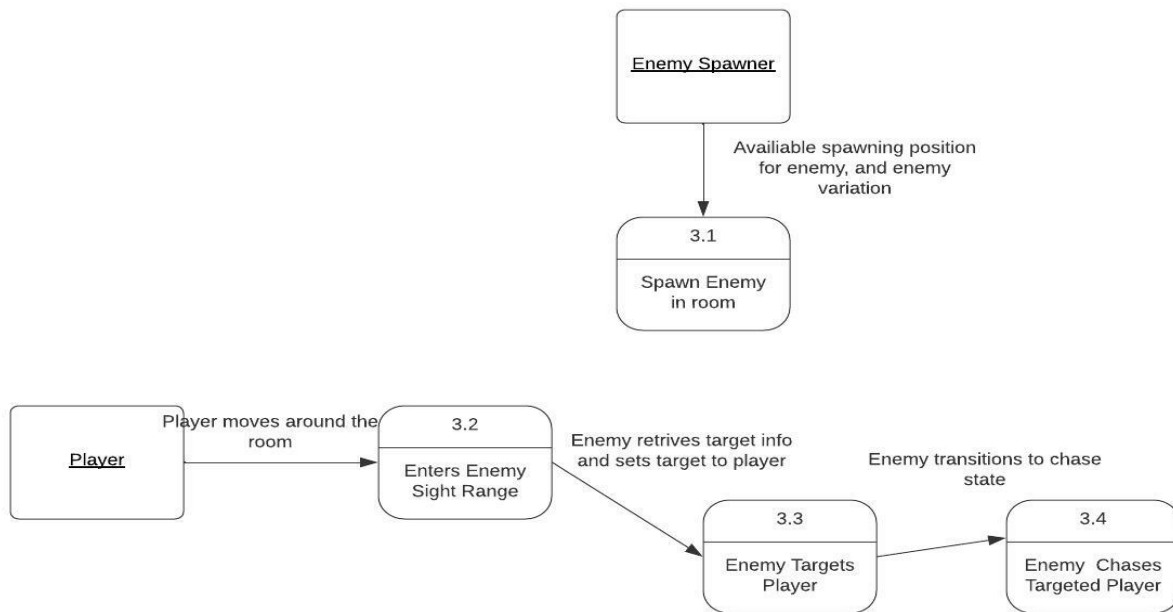 Enemy Spawner
Availiable spawning position
for enemy, and enemy
variation
3.1
Spawn Enemy
in room
Player
Player moves around the
room
3.2
Enters Enemy
Sight Range
Enemy retrives target info
and sets target to player
3.3
Enemy Targets
Player
Enemy transitions to chase
state
3.4
Enemy Chases
Targeted Player